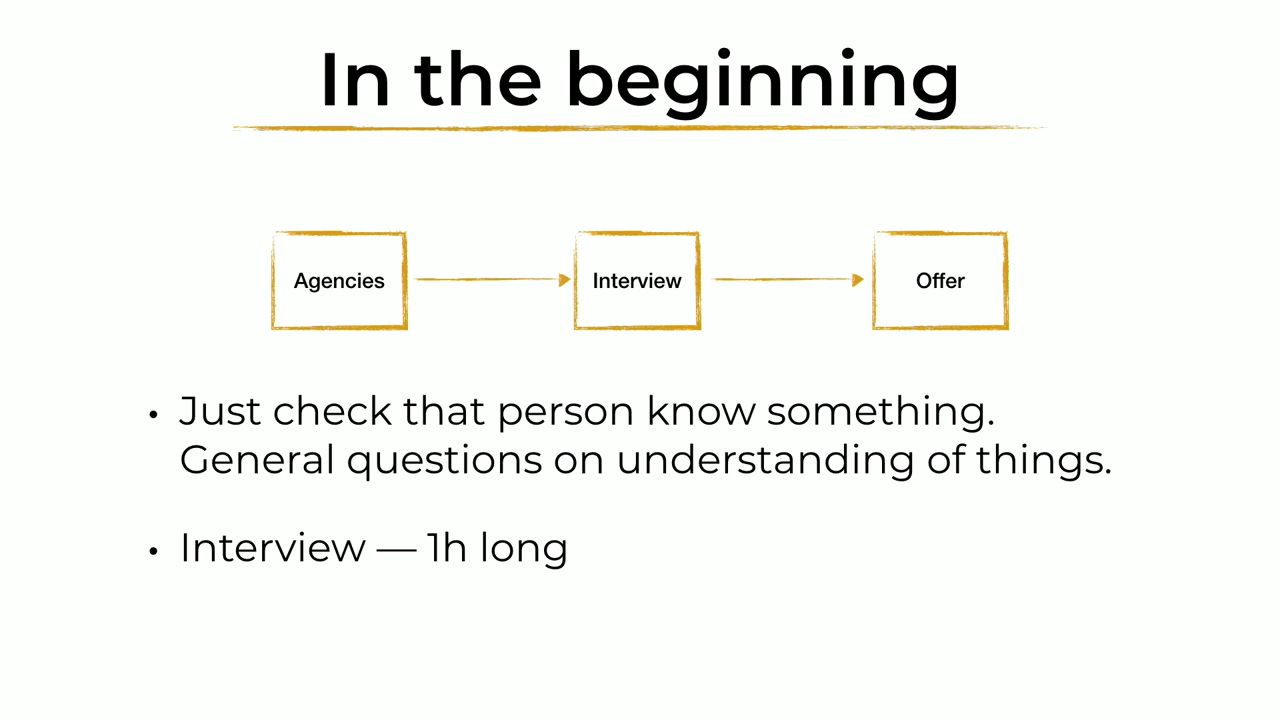 In the beginning
Agencies
Interview
Offer
• Just check that person know something.
General questions on understanding of things.
• Interview — 1h long